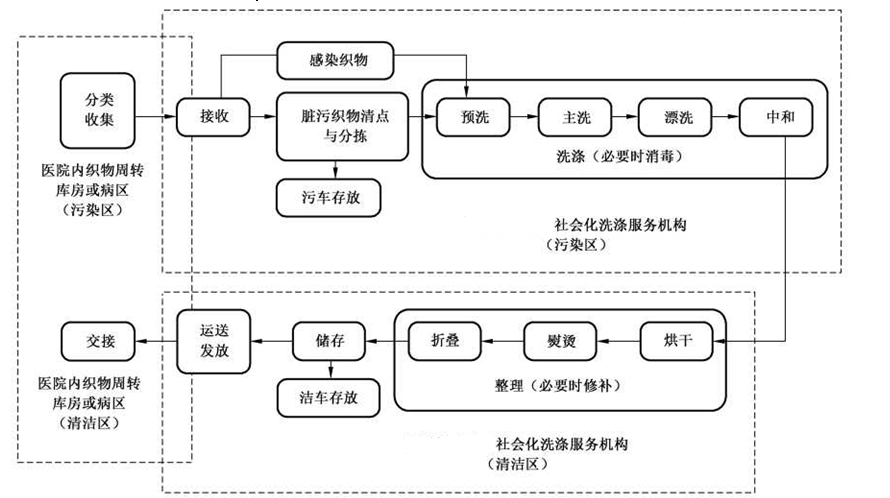 感染织物
分类
收集
接收
脏污织物清点
与分拣
预洗
主洗
漂洗
中和
洗涤（必要时消毒）
医院内织物周转
库房或病区
（污染区）
污车存放
社会化洗涤服务机构
（污染区）
交接
运送
发放
储存
折叠
熨烫
烘干
整理（必要时修补）
医院内织物周转
库房或病区
（清洁区）
洁车存放
社会化洗涤服务机构
（清洁区）